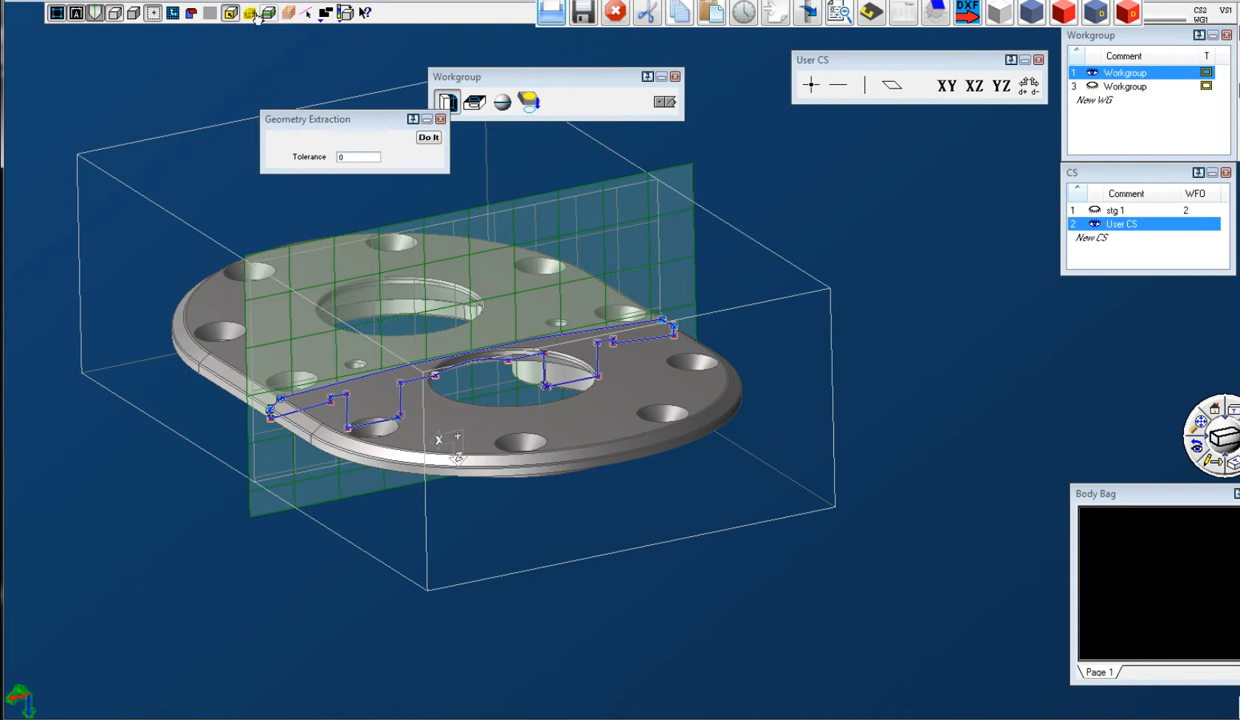 DXF
CS2 VS1
WG1
Workgroup
Comment T
1 Workgroup
3 Workgroup
New WG
User CS
XY XZ YZ d+ d-
Workgroup
Geometry Extraction
Do It
Tolerance 0
CS
Comment WFO
1 stg 1 2
2 User CS
New CS
X
Body Bag
Page 1